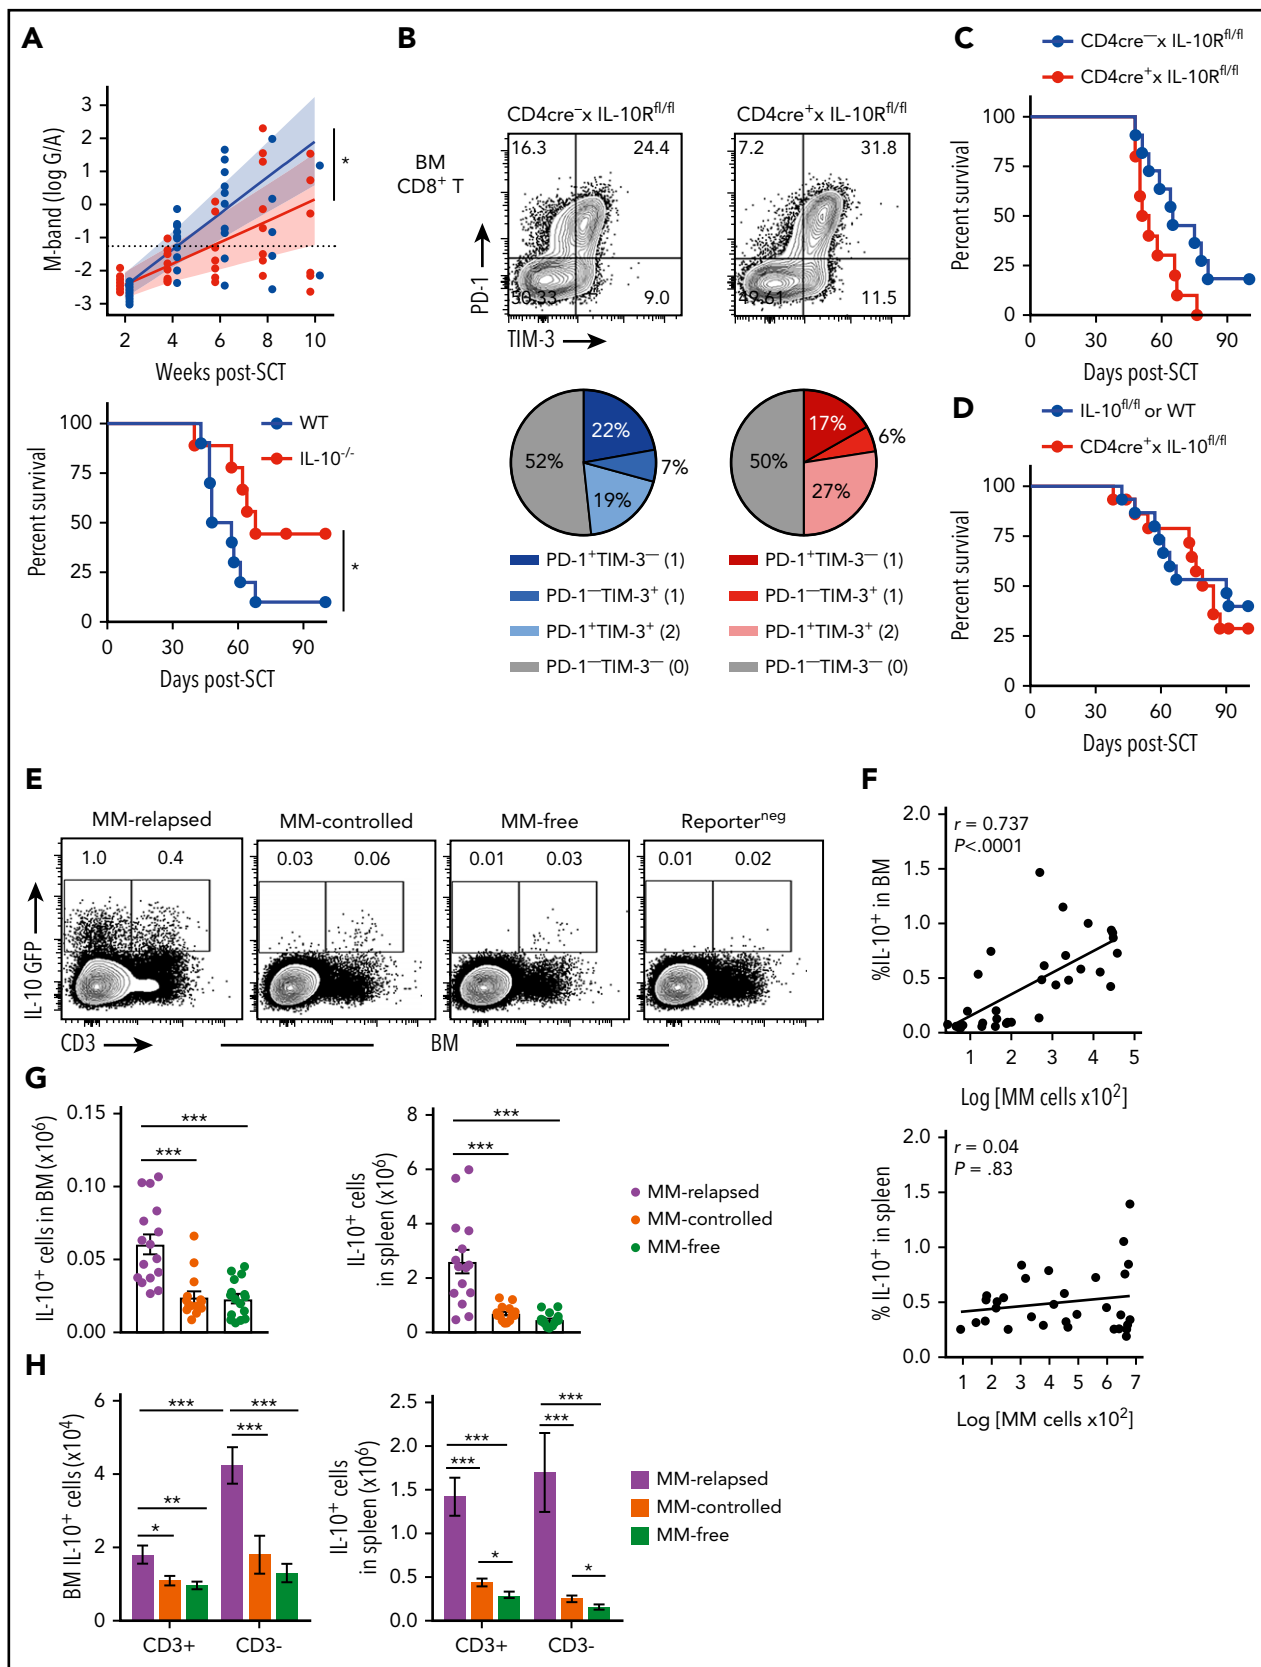 A
M-band (log G/A)
3
2
1
0
-1
-2
-3
*
2 4 6 8 10
Weeks post-SCT
Percent survival
100
75
50
25
0
WT
IL-10-/-
*
0 30 60 90
Days post-SCT
B
CD4cre—x IL-10Rfl/fl
CD4cre+x IL-10Rfl/fl
BM
CD8+ T
16.3 24.4
50.33 9.0
7.2 31.8
49.61 11.5
PD-1
TIM-3
22%
7%
19%
52%
17%
6%
27%
50%
PD-1+TIM-3— (1)
PD-1—TIM-3+ (1)
PD-1+TIM-3+ (2)
PD-1—TIM-3— (0)
PD-1+TIM-3— (1)
PD-1—TIM-3+ (1)
PD-1+TIM-3+ (2)
PD-1—TIM-3— (0)
C
CD4cre—x IL-10Rfl/fl
CD4cre+x IL-10Rfl/fl
Percent survival
100
75
50
25
0
0 30 60 90
Days post-SCT
D
IL-10fl/fl or WT
CD4cre+x IL-10fl/fl
Percent survival
100
75
50
25
0
0 30 60 90
Days post-SCT
E
MM-relapsed
MM-controlled
MM-free
Reporterneg
1.0 0.4
0.03 0.06
0.01 0.03
0.01 0.02
IL-10 GFP
CD3
BM
F
%IL-10+ in BM
2.0
1.5
1.0
0.5
0.0
r = 0.737
P<.0001
1 2 3 4 5
Log [MM cells x10²]
% IL-10+ in spleen
2.0
1.5
1.0
0.5
0.0
r = 0.04
P = .83
1 2 3 4 5 6 7
Log [MM cells x10²]
G
IL-10+ cells in BM (x10⁶)
0.15
0.10
0.05
0.00
***
***
IL-10+ cells
in spleen (x10⁶)
8
6
4
2
0
***
***
MM-relapsed
MM-controlled
MM-free
H
BM IL-10+ cells (x10⁴)
6
4
2
0
*** ***
***
**
*
CD3+ CD3-
IL-10+ cells
in spleen (x10⁶)
2.5
2.0
1.5
1.0
0.5
0.0
***
***
***
***
*
*
CD3+ CD3-
MM-relapsed
MM-controlled
MM-free